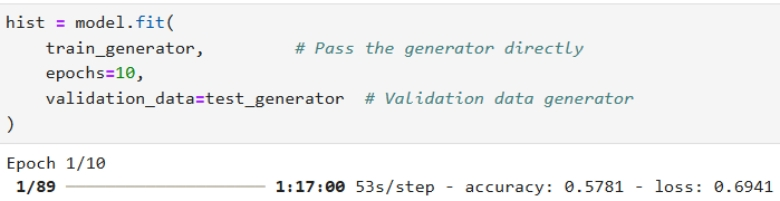 hist = model.fit(
    train_generator,         # Pass the generator directly
    epochs=10,
    validation_data=test_generator  # Validation data generator
)
Epoch 1/10
1/89 1:17:00 53s/step - accuracy: 0.5781 - loss: 0.6941